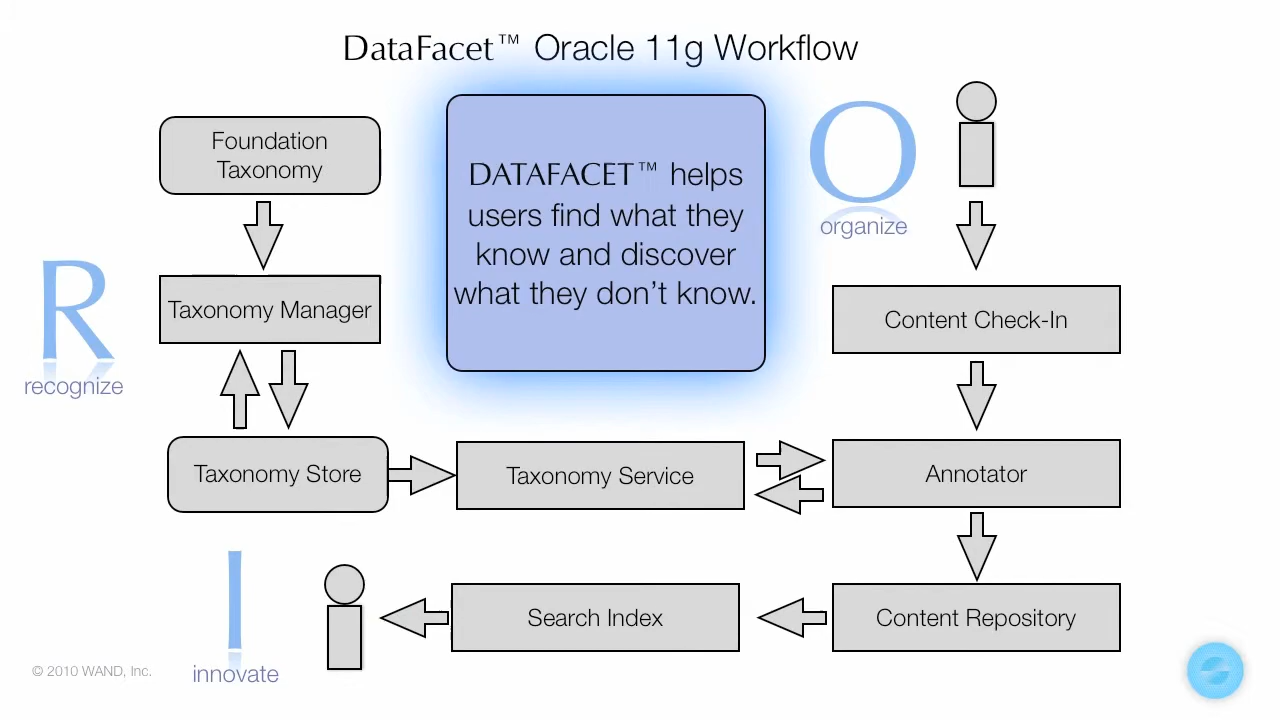 DataFacet™ Oracle 11g Workflow
Foundation
Taxonomy
DATAFACET™ helps
users find what they
know and discover
what they don’t know.
O
organize
R
recognize
Taxonomy Manager
Content Check-In
Taxonomy Store
Taxonomy Service
Annotator
I
innovate
Search Index
Content Repository
© 2010 WAND, Inc.